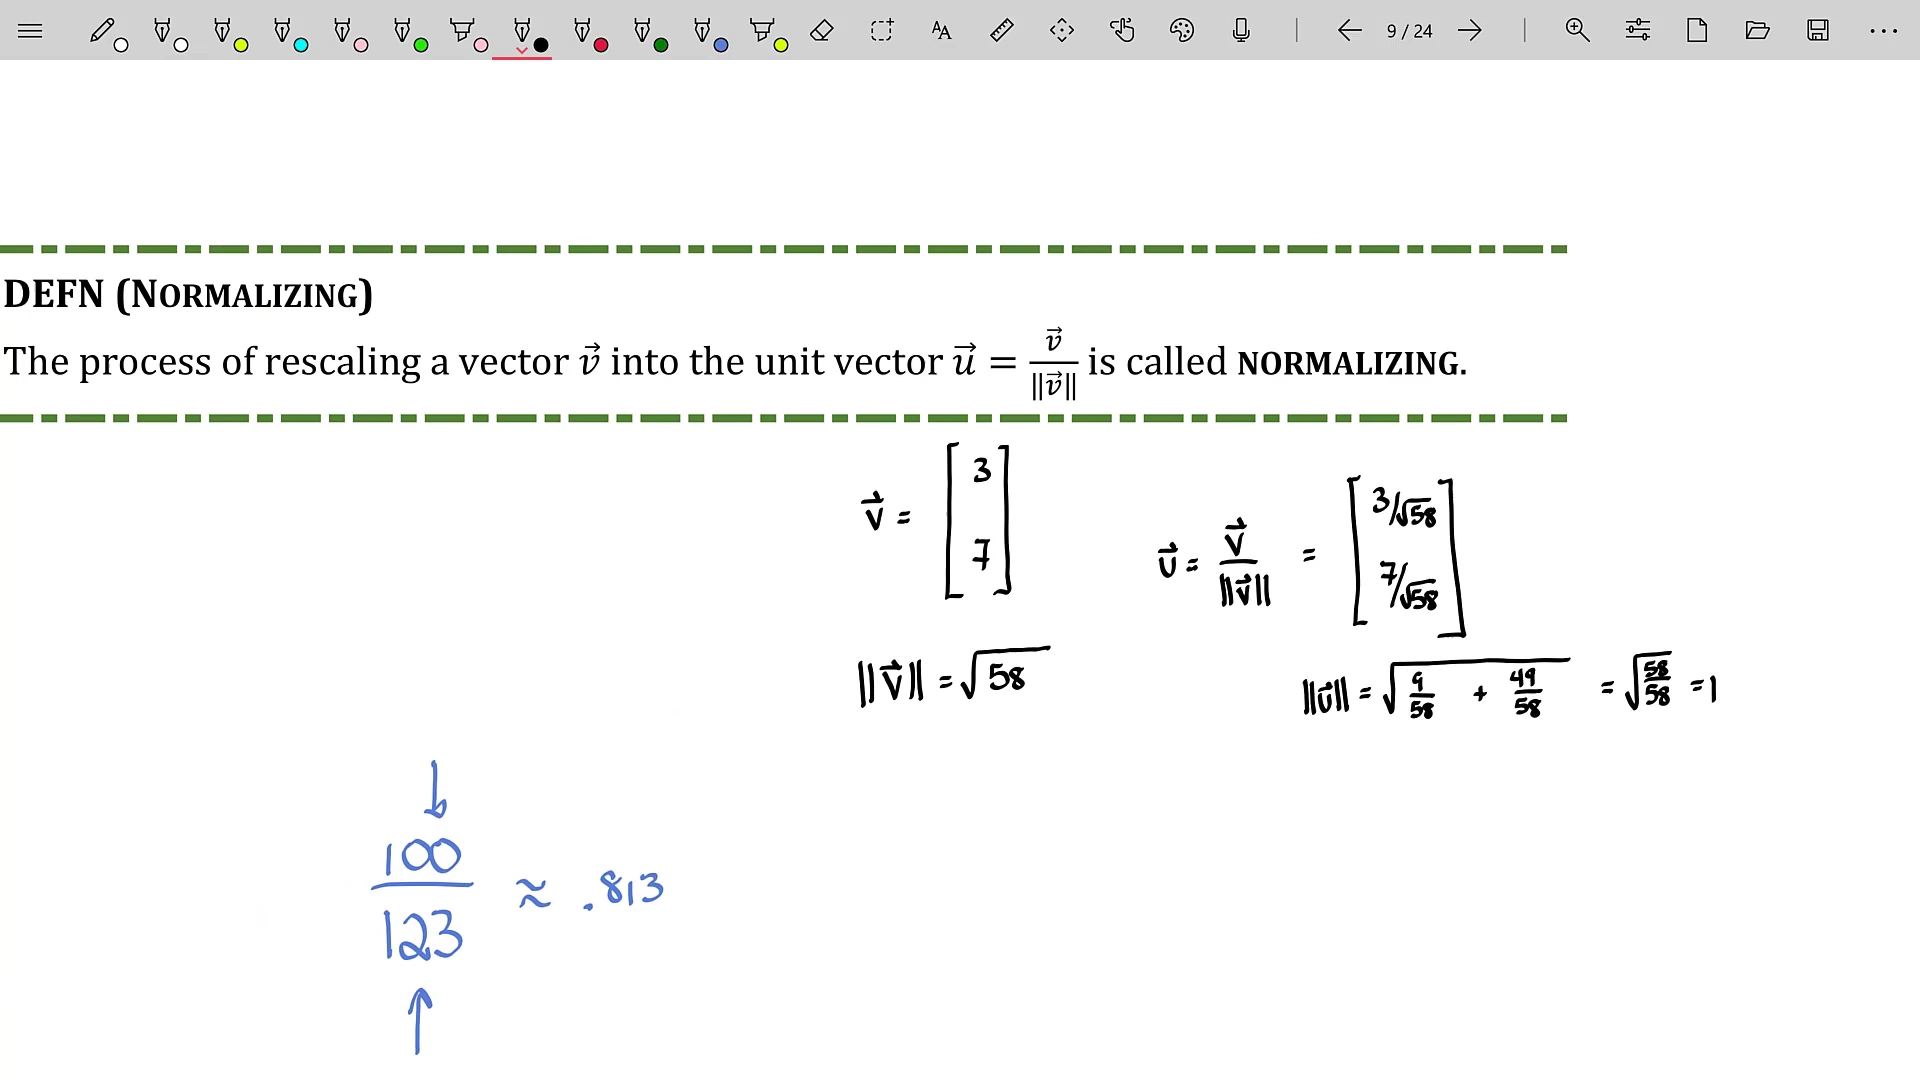 9 / 24
DEFN (NORMALIZING)
The process of rescaling a vector v⃗ into the unit vector u⃗ = v⃗ / ‖v⃗‖ is called NORMALIZING.
v⃗ = [ 3 7 ]
u⃗ = v⃗ / ||v⃗|| = [ 3/√58 7/√58 ]
||v⃗|| = √58
||u⃗|| = √(9/58 + 49/58) = √(58/58) = 1
↓
100/123 ≈ .813
↑